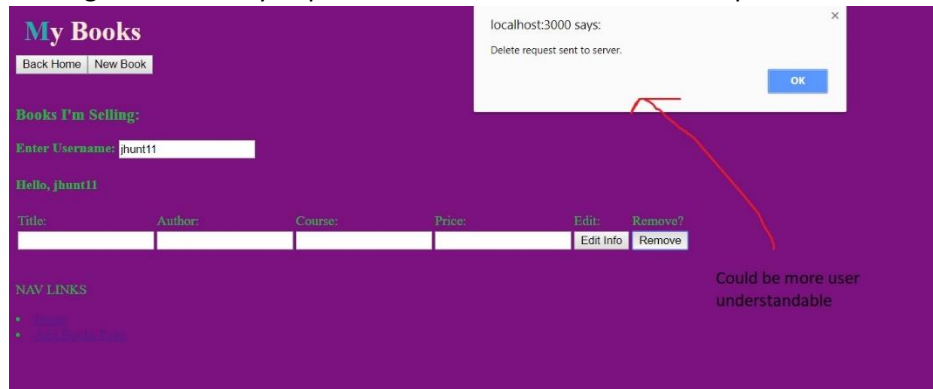 My Books
localhost:3000 says:
×
Delete request sent to server.
Back Home New Book
OK
Books I'm Selling:
Enter Username: jhunt11
Hello, jhunt11
Title: Author: Course: Price: Edit: Remove?
Edit Info Remove
Could be more user
understandable
NAV LINKS